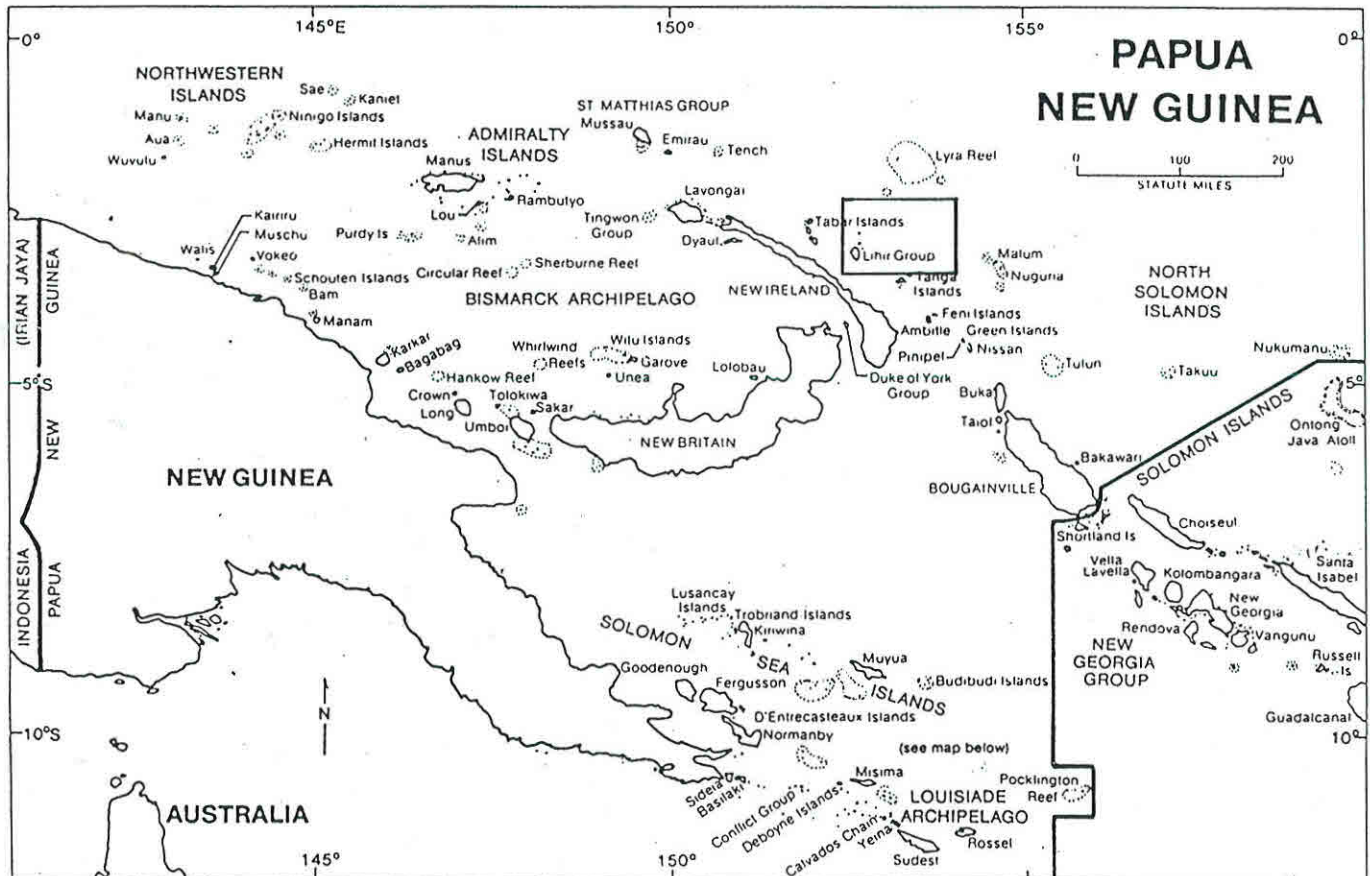 145°E
150°
155°
0°
0°
PAPUA
NEW GUINEA
0 100 200
STATUTE MILES
NORTHWESTERN
ISLANDS
Sae
Kaniet
Manu
Ninigo Islands
Aua
Hermit Islands
Wuvulu
ADMIRALTY
ISLANDS
Manus
Lou
Rambutyo
Purdy Is
Alim
ST MATTHIAS GROUP
Mussau
Emirau
Tench
Lyra Reef
Lavongai
Tingwon
Group
Dyaul
Tabar Islands
Lihir Group
Tanga
Islands
Malum
Nuguria
Kairiru
Muschu
Walis
Vokeo
Schouten Islands
Bam
Manam
Circular Reef
Sherburne Reef
BISMARCK ARCHIPELAGO
NEW IRELAND
NORTH
SOLOMON
ISLANDS
Ambitle
Feni Islands
Green Islands
Pinipel
Nissan
Nukumanu
Karkar
Bagabag
Whirlwind
Reefs
Witu Islands
Garove
Unea
Lolobau
Duke of York
Group
Tulun
Takuu
5°S
5°
Hankow Reef
Crown
Long
Tolokiwa
Sakar
Umboi
NEW BRITAIN
Buka
Taiof
Ontong
Java Atoll
SOLOMON ISLANDS
Bakawari
BOUGAINVILLE
(IRIAN JAYA)
GUINEA
NEW
INDONESIA
PAPUA
NEW GUINEA
Shortland Is
Choiseul
Vella
Lavella
Kolombangara
Santa
Isabel
New
Georgia
Rendova
Vangunu
NEW
GEORGIA
GROUP
Russell
Is
Guadalcanal
Lusancay
Islands
Trobriand Islands
Kiriwina
SOLOMON
SEA
ISLANDS
Goodenough
Fergusson
Muyua
Budibudi Islands
D'Entrecasteaux Islands
Normanby
N
10°S
10°
(see map below)
Sideia
Basilaki
Misima
Pocklington
Reef
Conflict Group
Deboyne Islands
LOUISIADE
ARCHIPELAGO
Calvados Chain
Yeina
Rossel
Sudest
AUSTRALIA
145°
150°